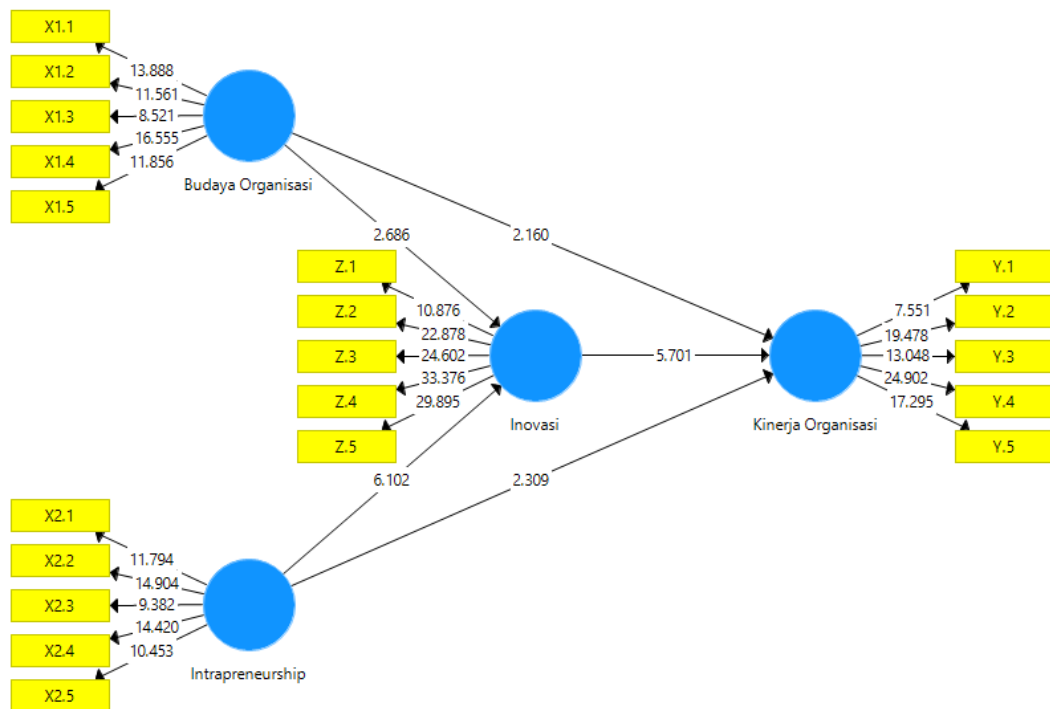 X1.1
X1.2
X1.3
X1.4
X1.5
13.888
11.561
8.521
16.555
11.856
Budaya Organisasi
2.686
2.160
Z.1
Z.2
Z.3
Z.4
Z.5
10.876
22.878
24.602
33.376
29.895
Inovasi
5.701
Y.1
Y.2
Y.3
Y.4
Y.5
7.551
19.478
13.048
24.902
17.295
Kinerja Organisasi
6.102
2.309
X2.1
X2.2
X2.3
X2.4
X2.5
11.794
14.904
9.382
14.420
10.453
Intrapreneurship